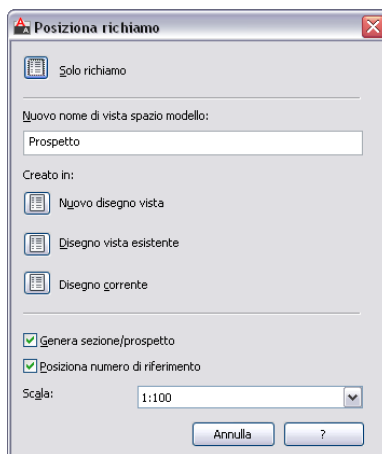 Posiziona richiamo
Solo richiamo
Nuovo nome di vista spazio modello:
Prospetto
Creato in:
Nuovo disegno vista
Disegno vista esistente
Disegno corrente
Genera sezione/prospetto
Posiziona numero di riferimento
Scala:
1:100
Annulla
?